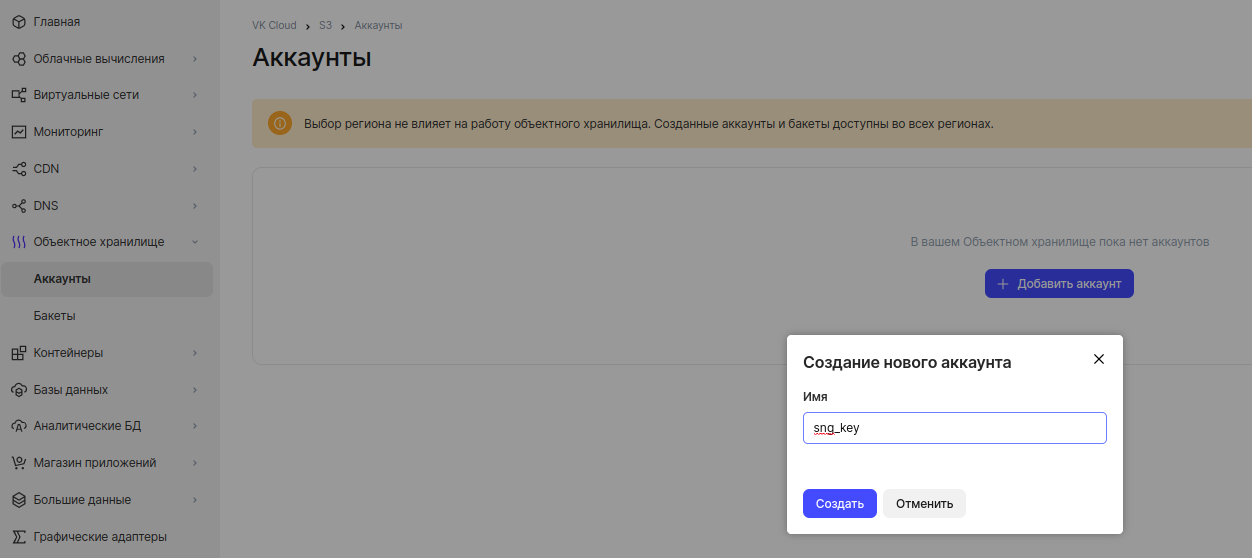 Главная
Облачные вычисления
Виртуальные сети
Мониторинг
CDN
DNS
Объектное хранилище
Аккаунты
Бакеты
Контейнеры
Базы данных
Аналитические БД
Магазин приложений
Большие данные
Графические адаптеры
VK Cloud > S3 > Аккаунты
Аккаунты
Выбор региона не влияет на работу объектного хранилища. Созданные аккаунты и бакеты доступны во всех регионах.
В вашем Объектном хранилище пока нет аккаунтов
+ Добавить аккаунт
Создание нового аккаунта
Имя
sng_key
Создать Отменить